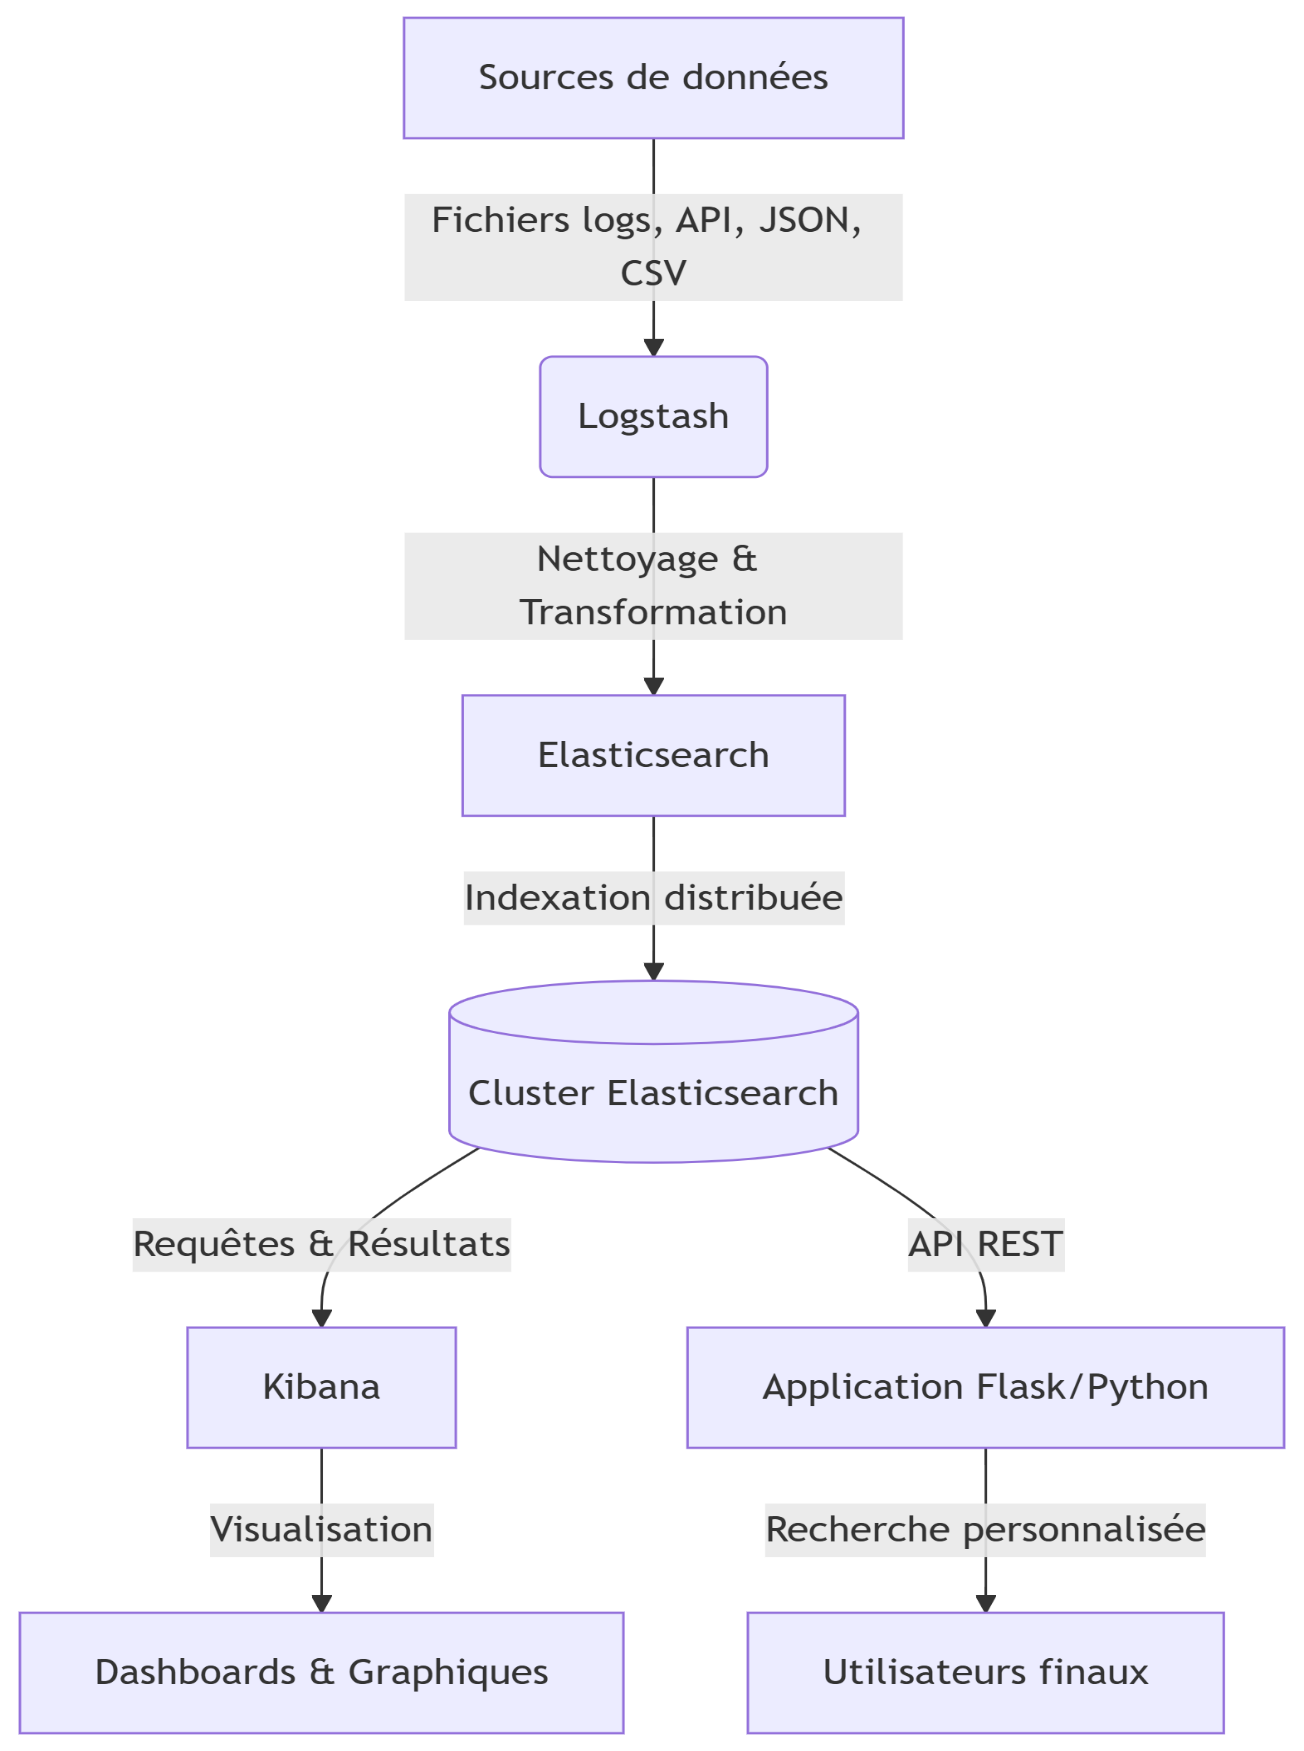 Sources de données
Fichiers logs, API, JSON,
CSV
Logstash
Nettoyage &
Transformation
Elasticsearch
Indexation distribuée
Cluster Elasticsearch
Requêtes & Résultats
API REST
Kibana
Application Flask/Python
Visualisation
Recherche personnalisée
Dashboards & Graphiques
Utilisateurs finaux